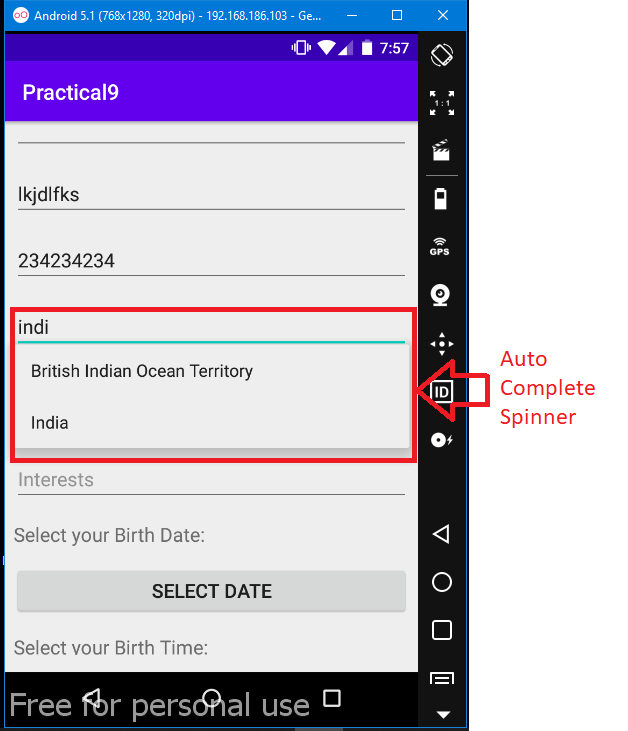 Android 5.1 (768x1280, 320dpi) - 192.168.186.103 - Ge...
7:57
Practical9
lkjdlfks
234234234
indi
British Indian Ocean Territory
India
Interests
Select your Birth Date:
SELECT DATE
Select your Birth Time:
Free for personal use
1 : 1
GPS
ID
Auto
Complete
Spinner